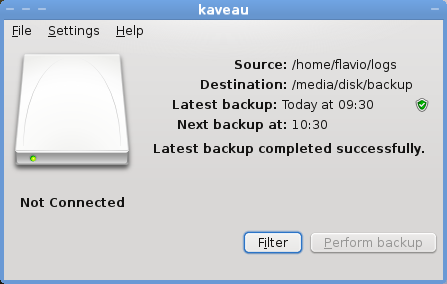 kaveau
File Settings Help
Source: /home/flavio/logs
Destination: /media/disk/backup
Latest backup: Today at 09:30
Next backup at: 10:30
Latest backup completed successfully.
Not Connected
Filter Perform backup